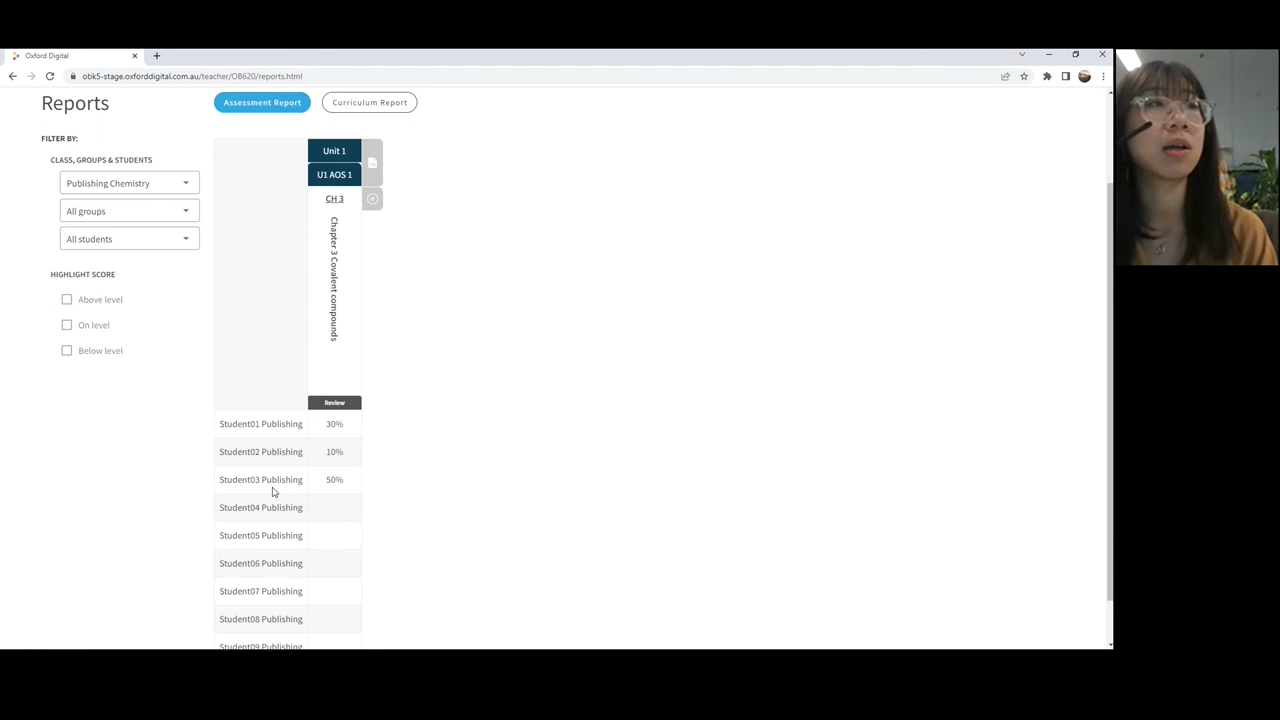 Oxford Digital
obk5-stage.oxforddigital.com.au/teacher/OB620/reports.html
Reports
Assessment Report
Curriculum Report
FILTER BY:
CLASS, GROUPS & STUDENTS
Publishing Chemistry
All groups
All students
HIGHLIGHT SCORE
Above level
On level
Below level
Unit 1
U1 AOS 1
CH 3
Chapter 3 Covalent compounds
Review
Student01 Publishing 30%
Student02 Publishing 10%
Student03 Publishing 50%
Student04 Publishing
Student05 Publishing
Student06 Publishing
Student07 Publishing
Student08 Publishing
Student09 Publishing